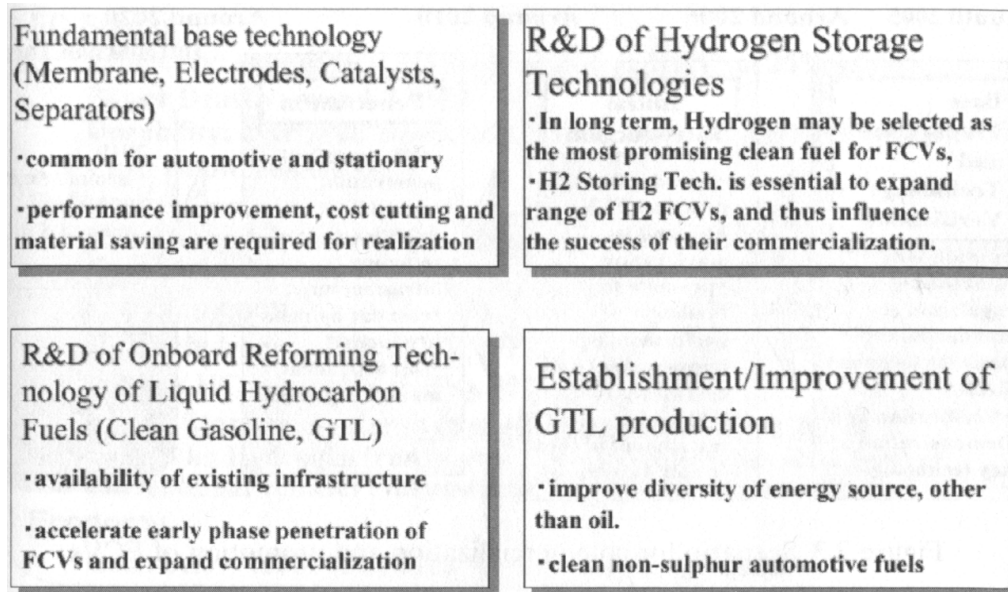 Fundamental base technology
(Membrane, Electrodes, Catalysts,
Separators)
·common for automotive and stationary
·performance improvement, cost cutting and
material saving are required for realization
R&D of Hydrogen Storage
Technologies
·In long term, Hydrogen may be selected as
the most promising clean fuel for FCVs,
·H2 Storing Tech. is essential to expand
range of H2 FCVs, and thus influence
the success of their commercialization.
R&D of Onboard Reforming Tech-
nology of Liquid Hydrocarbon
Fuels (Clean Gasoline, GTL)
·availability of existing infrastructure
·accelerate early phase penetration of
FCVs and expand commercialization
Establishment/Improvement of
GTL production
·improve diversity of energy source, other
than oil.
·clean non-sulphur automotive fuels